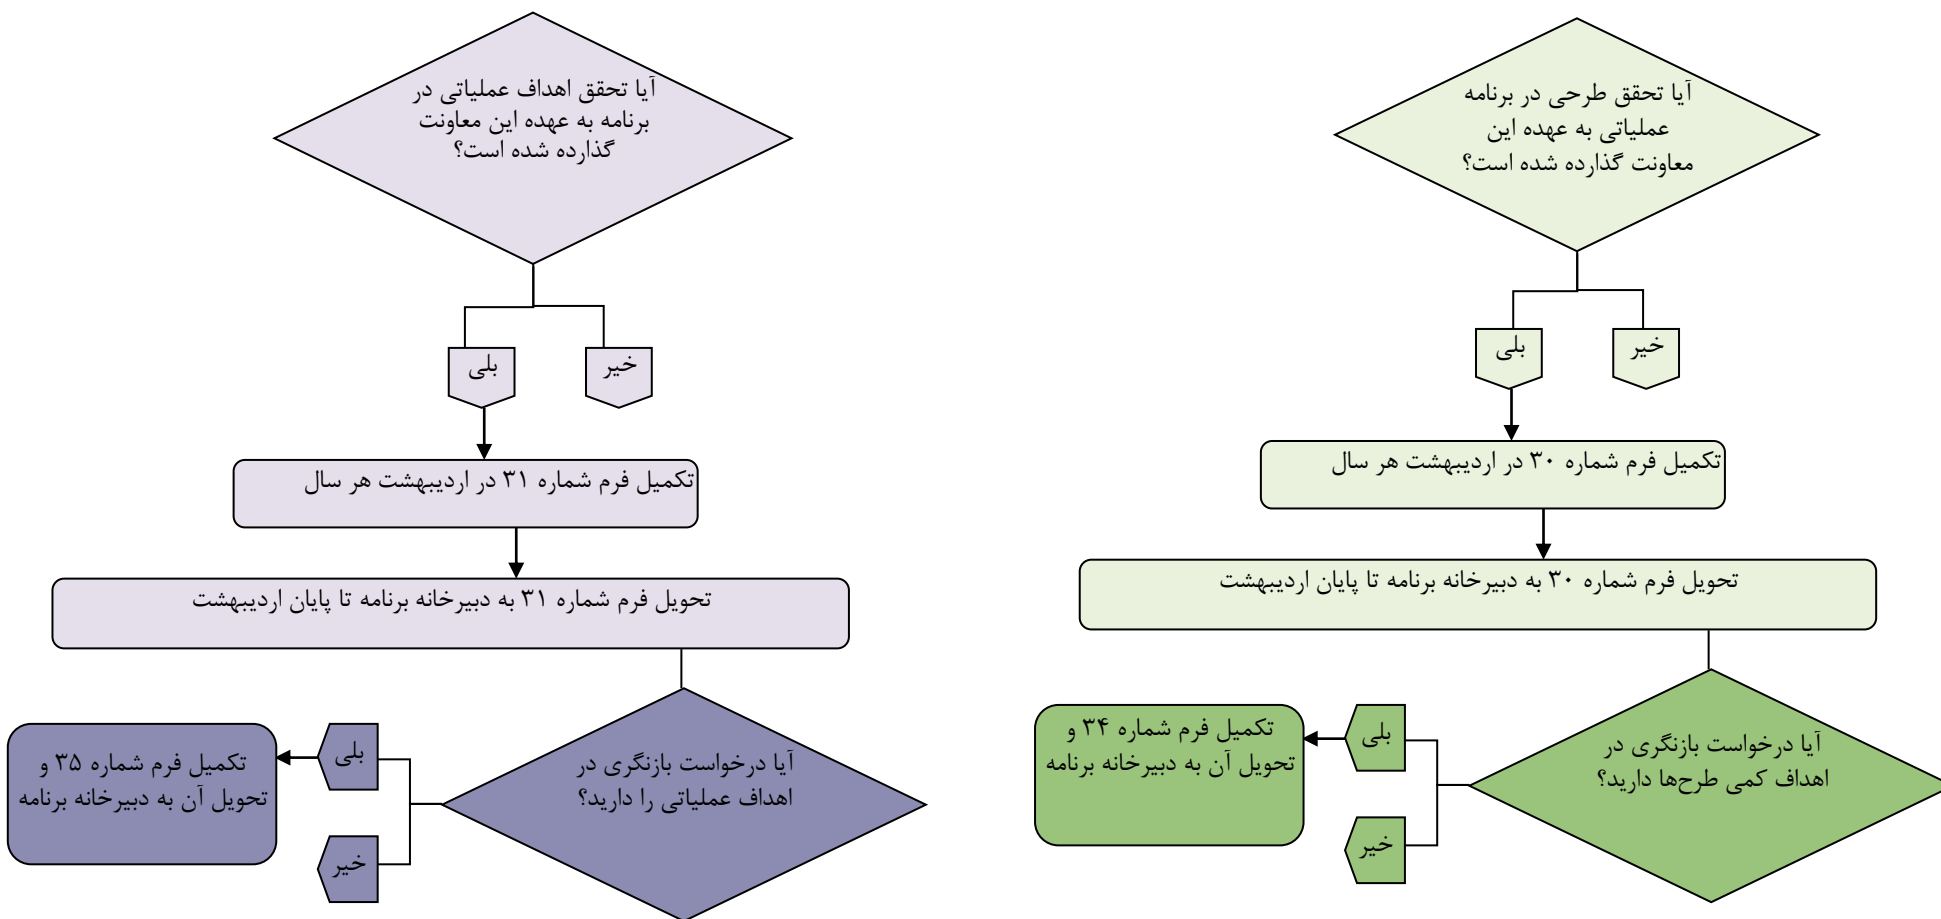 آیا تحقق طرحی در برنامه
عملیاتی به عهده این
معاونت گذارده شده است؟
خیر
بلی
تکمیل فرم شماره ۳۰ در اردیبهشت هر سال
تحویل فرم شماره ۳۰ به دبیرخانه برنامه تا پایان اردیبهشت
آیا درخواست بازنگری در
اهداف کمی طرح‌ها دارید؟
بلی
خیر
تکمیل فرم شماره ۳۴ و
تحویل آن به دبیرخانه برنامه
آیا تحقق اهداف عملیاتی در
برنامه به عهده این معاونت
گذارده شده است؟
خیر
بلی
تکمیل فرم شماره ۳۱ در اردیبهشت هر سال
تحویل فرم شماره ۳۱ به دبیرخانه برنامه تا پایان اردیبهشت
آیا درخواست بازنگری در
اهداف عملیاتی را دارید؟
بلی
خیر
تکمیل فرم شماره ۳۵ و
تحویل آن به دبیرخانه برنامه